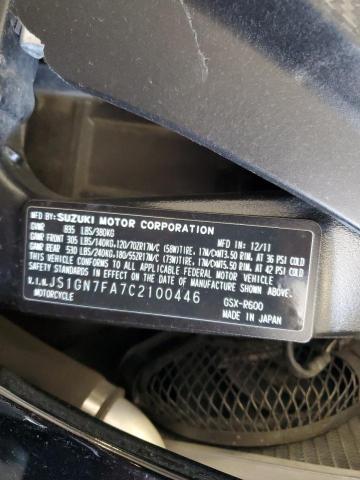 MFD BY: SUZUKI MOTOR CORPORATION
GVWR 835 LBS/380KG MFD IN: 12/11
GAWR FRONT 305 LBS/140KG,120/70ZR17M/C (58W)TIRE, 17M/CMT3.50 RIM, AT 36 PSI COLD
GAWR REAR 530 LBS/240KG,180/55ZR17M/C (73W)TIRE, 17M/CMT5.50 RIM, AT 42 PSI COLD
THIS VEHICLE CONFORMS TO ALL APPLICABLE FEDERAL MOTOR VEHICLE
SAFETY STANDARDS IN EFFECT ON THE DATE OF MANUFACTURE SHOWN ABOVE.
V.I.N. JS1GN7FA7C2100446 GSX-R600
MOTORCYCLE MADE IN JAPAN